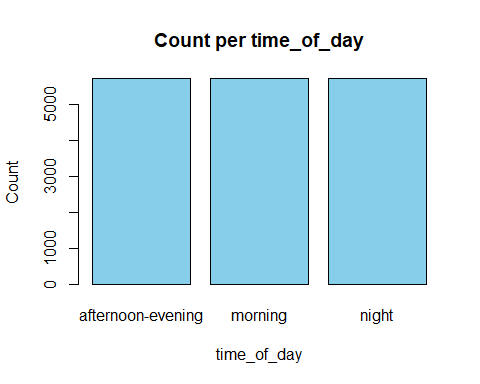 Count per time_of_day
Count
5000
3000
1000
0
afternoon-evening morning night
time_of_day